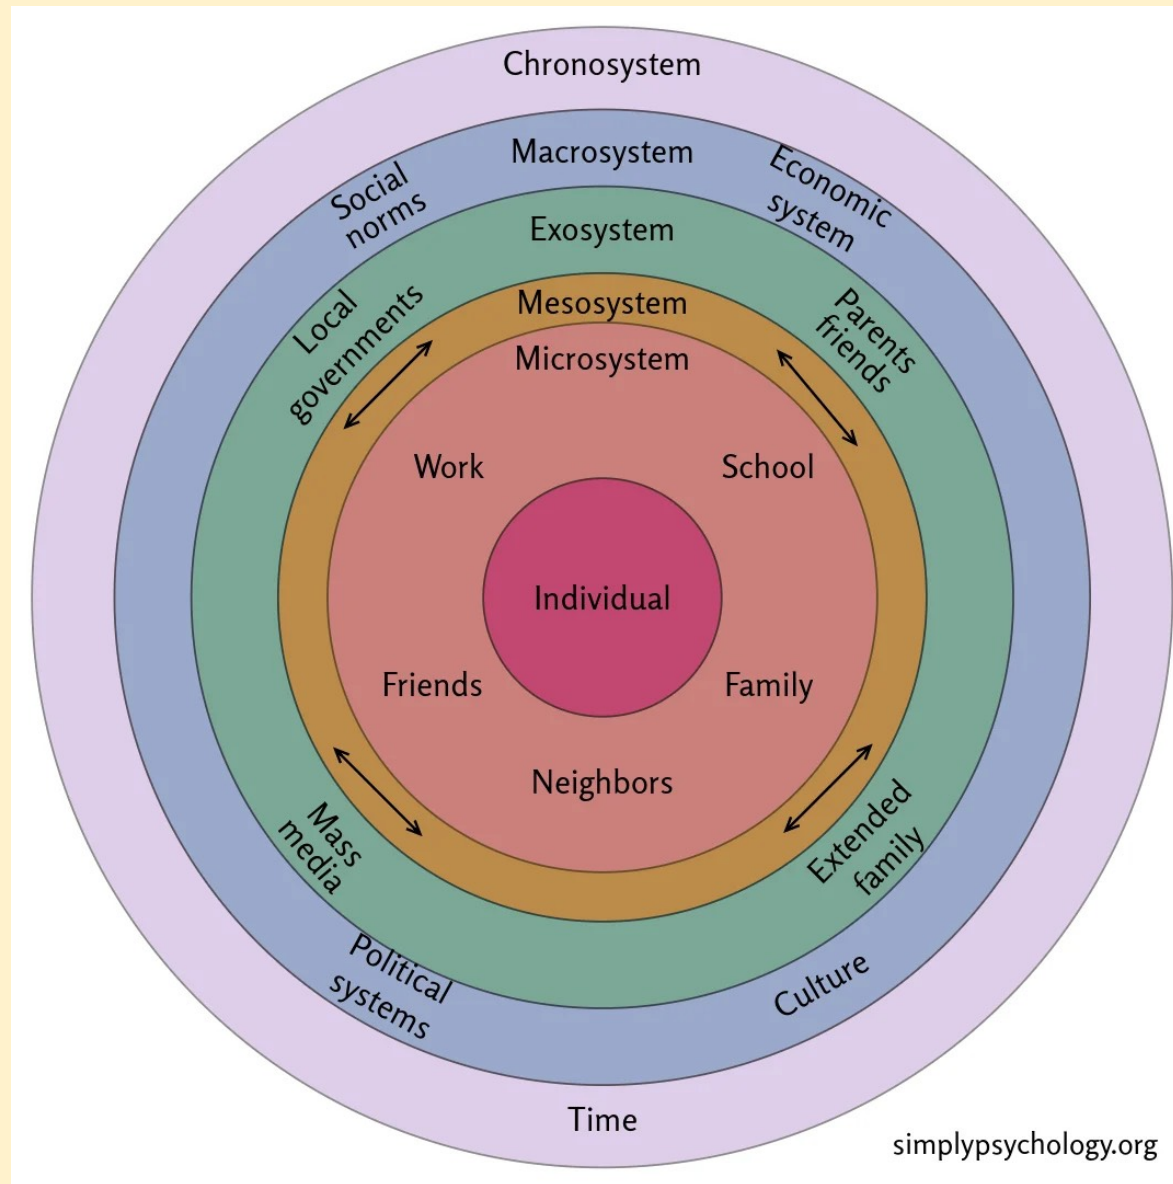 Chronosystem
Macrosystem
Social
norms
Economic
system
Exosystem
Local
governments
Parents
friends
Mesosystem
Microsystem
Work
School
Individual
Friends
Family
Neighbors
Mass
media
Extended
family
Political
systems
Culture
Time
simplypsychology.org